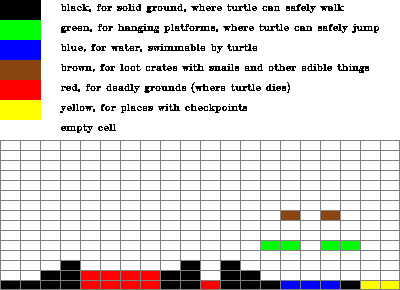 black, for solid ground, where turtle can safely walk
green, for hanging platforms, where turtle can safely jump
blue, for water, swimmable by turtle
brown, for loot crates with snails and other edible things
red, for deadly grounds (where turtle dies)
yellow, for places with checkpoints
empty cell